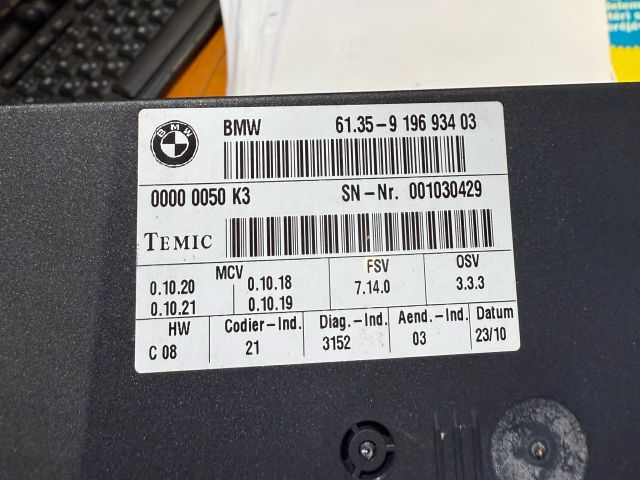 BMW
BMW 61.35-9 196 934 03
0000 0050 K3 SN-Nr. 001030429
TEMIC
MCV FSV OSV
0.10.20 0.10.18 7.14.0 3.3.3
0.10.21 0.10.19
HW Codier-Ind. Diag.-Ind. Aend.-Ind. Datum
C 08 21 3152 03 23/10